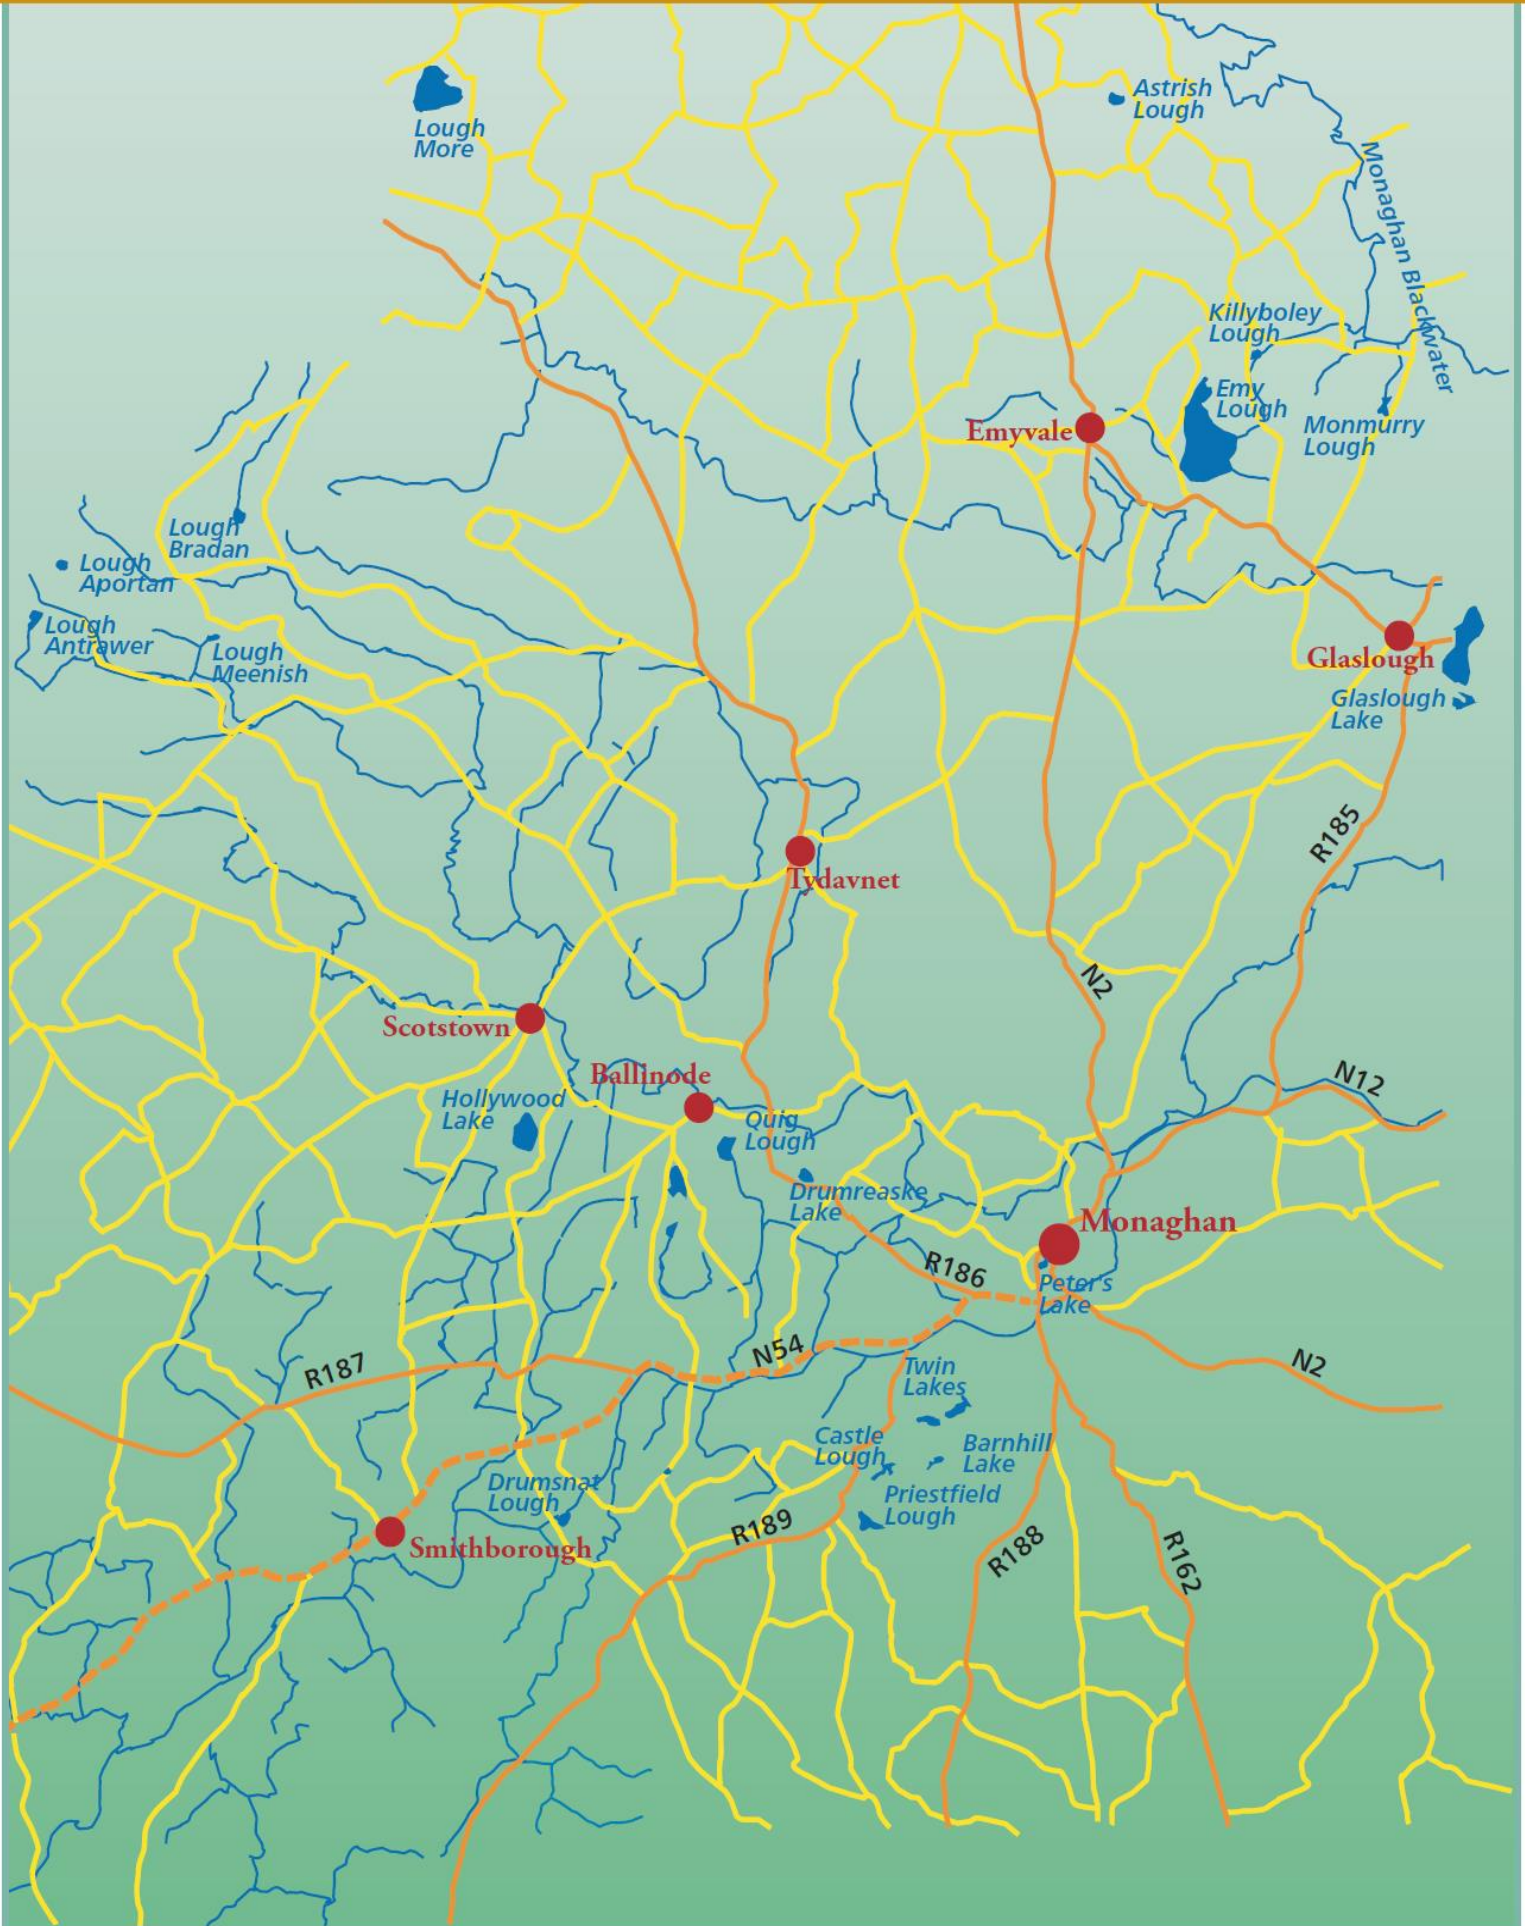 Astrish
Lough
Lough
More
Monaghan Blackwater
Killyboley
Lough
Emy
Lough
Monmurry
Lough
Emyvale
Lough
Bradan
Lough
Aportan
Lough
Antrawer
Lough
Meenish
Glaslough
Glaslough
Lake
R185
Tydavnet
N2
Scotstown
Ballinode
N12
Hollywood
Lake
Quig
Lough
Drumreaske
Lake
Monaghan
R186
Peter's
Lake
N54
R187
N2
Twin
Lakes
Castle
Lough
Barnhill
Lake
Drumsnat
Lough
Priestfield
Lough
R189
Smithborough
R188
R162